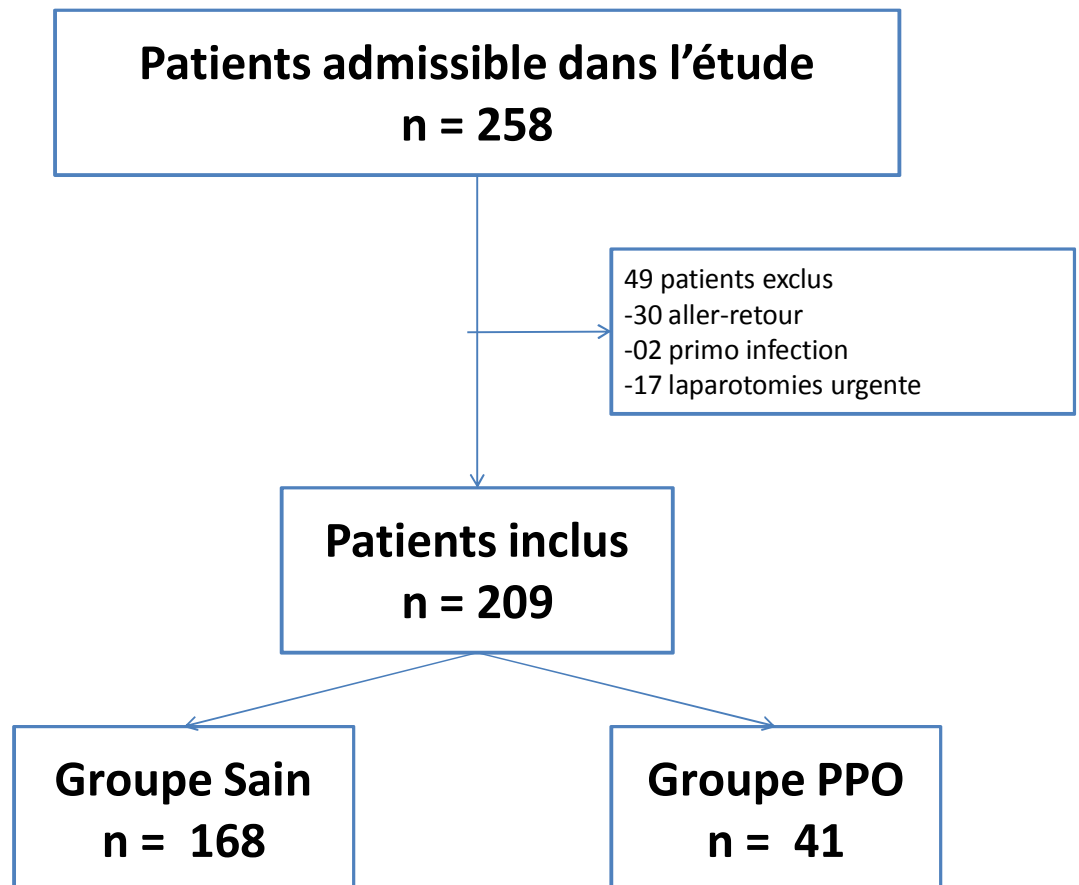 Patients admissible dans l’étude
n = 258
49 patients exclus
-30 aller-retour
-02 primo infection
-17 laparotomies urgente
Patients inclus
n = 209
Groupe Sain
n = 168
Groupe PPO
n = 41